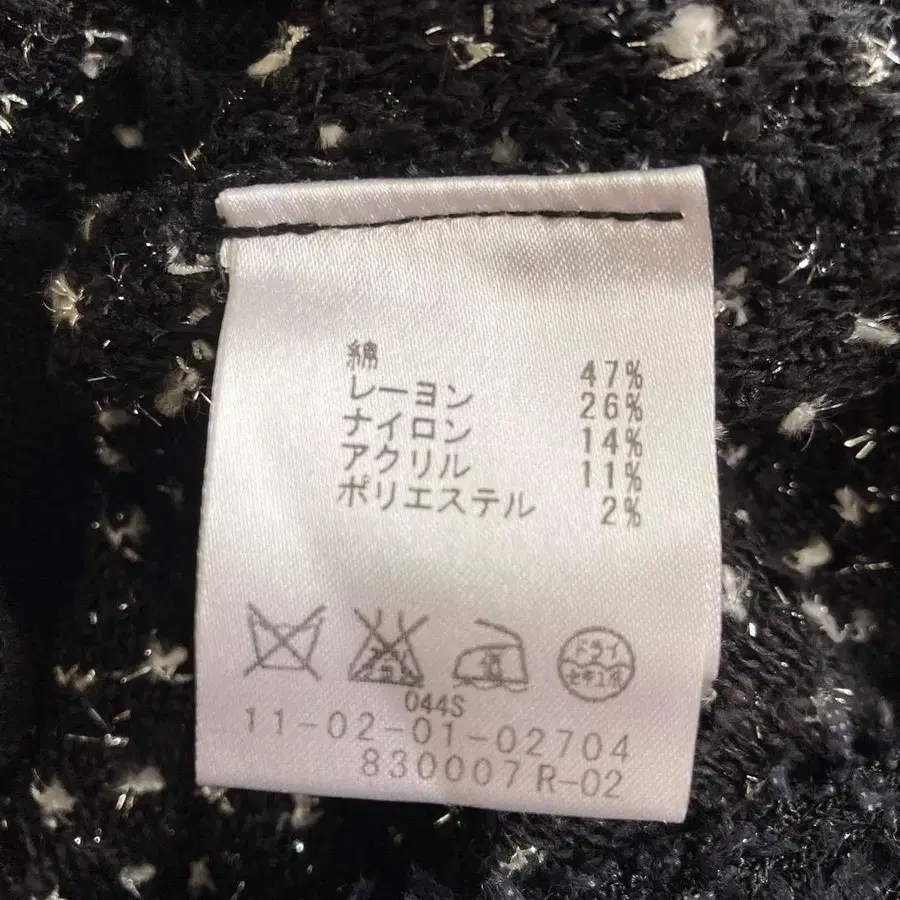 綿 47%
レーヨン 26%
ナイロン 14%
アクリル 11%
ポリエステル 2%
ドライ
044S
11-02-01-02704
830007 R-02